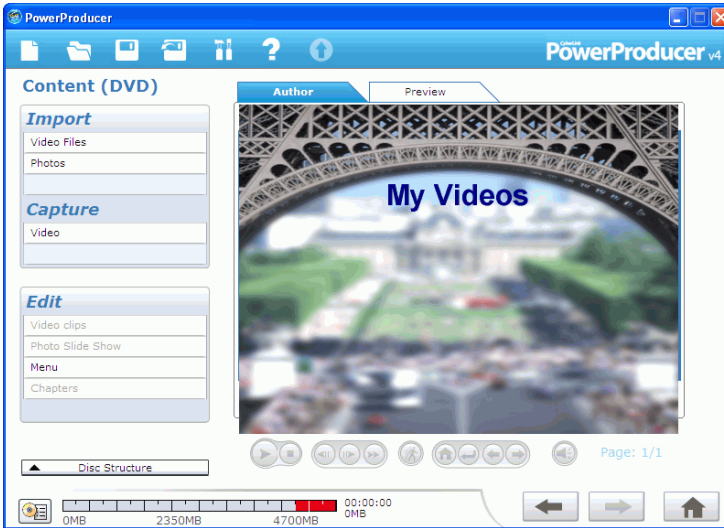 PowerProducer
?
CyberLink
PowerProducer v4
Content (DVD)
Author
Preview
Import
Video Files
Photos
Capture
Video
Edit
Video clips
Photo Slide Show
Menu
Chapters
My Videos
Page: 1/1
Disc Structure
0MB
2350MB
4700MB
00:00:00
0MB